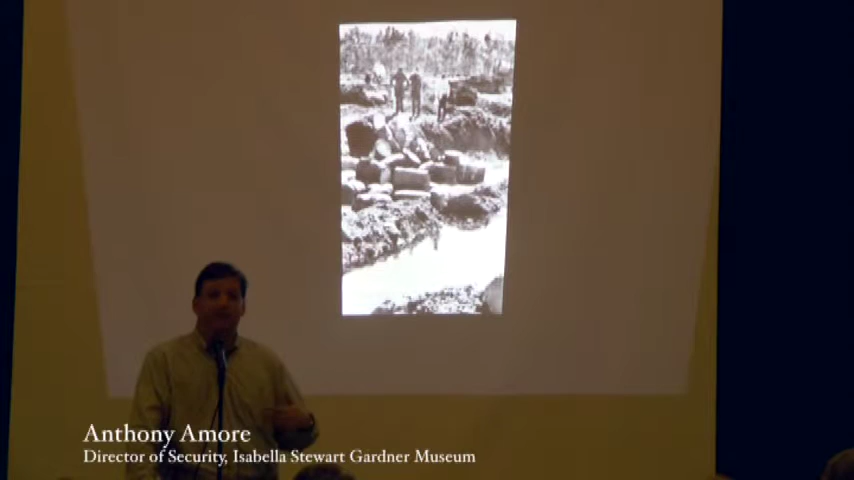 Anthony Amore
Director of Security, Isabella Stewart Gardner Museum